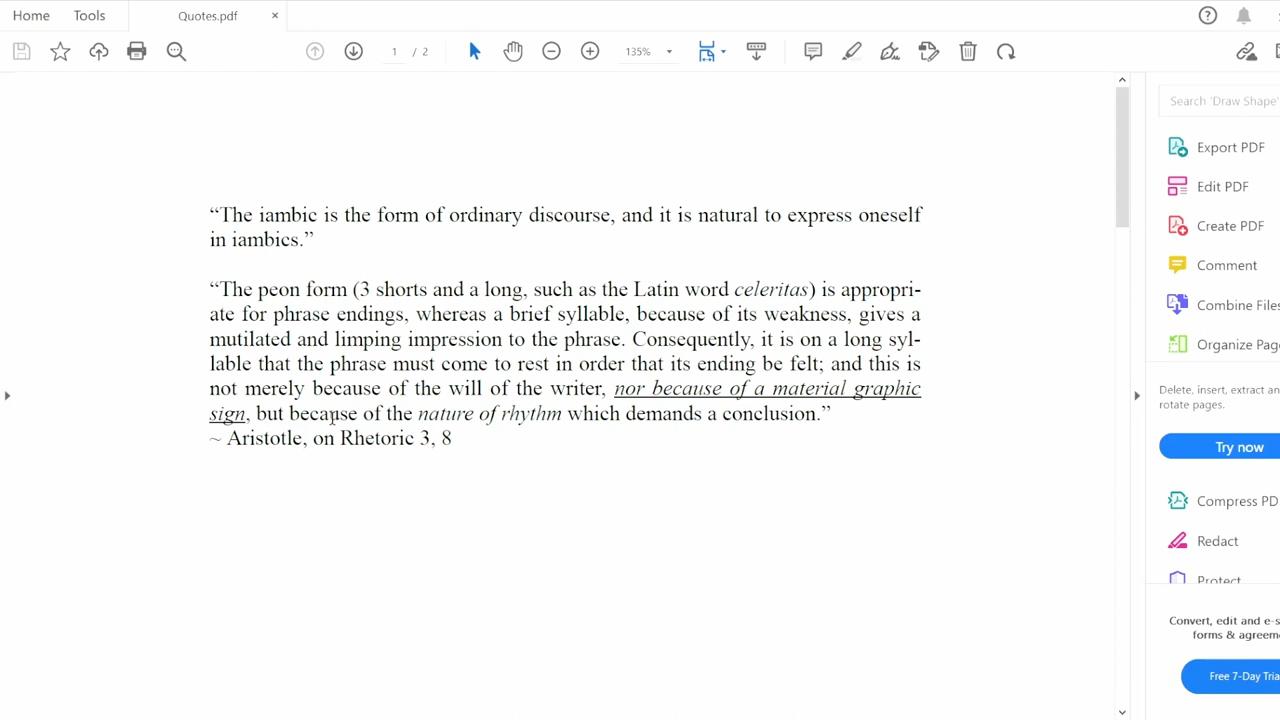 Home Tools Quotes.pdf ×
1 / 2 135%
Search 'Draw Shape'
Export PDF
Edit PDF
Create PDF
Comment
Combine Files
Organize Pag
Delete, insert, extract an
rotate pages.
Try now
Compress PD
Redact
Protect
Convert, edit and e-s
forms & agreem
Free 7-Day Tria
“The iambic is the form of ordinary discourse, and it is natural to express oneself
in iambics.”
“The peon form (3 shorts and a long, such as the Latin word celeritas) is appropri-
ate for phrase endings, whereas a brief syllable, because of its weakness, gives a
mutilated and limping impression to the phrase. Consequently, it is on a long syl-
lable that the phrase must come to rest in order that its ending be felt; and this is
not merely because of the will of the writer, nor because of a material graphic
sign, but because of the nature of rhythm which demands a conclusion.”
~ Aristotle, on Rhetoric 3, 8